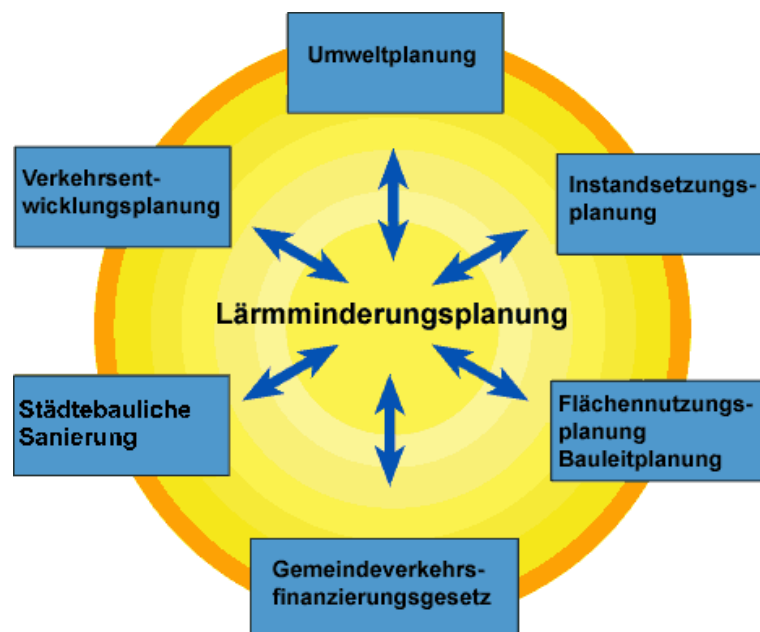 Umweltplanung
Verkehrsent-
wicklungsplanung
Instandsetzungs-
planung
Lärmminderungsplanung
Städtebauliche
Sanierung
Flächennutzungs-
planung
Bauleitplanung
Gemeindeverkehrs-
finanzierungsgesetz